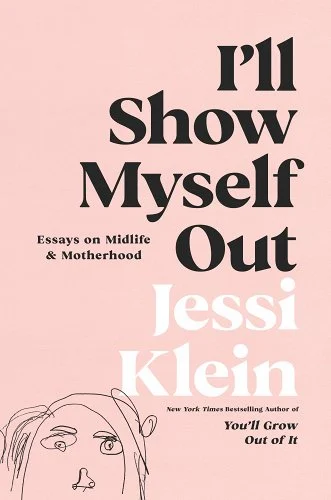 I'll
Show
Myself
Out
Essays on Midlife
& Motherhood
Jessi
Klein
New York Times Bestselling Author of
You'll Grow
Out of It